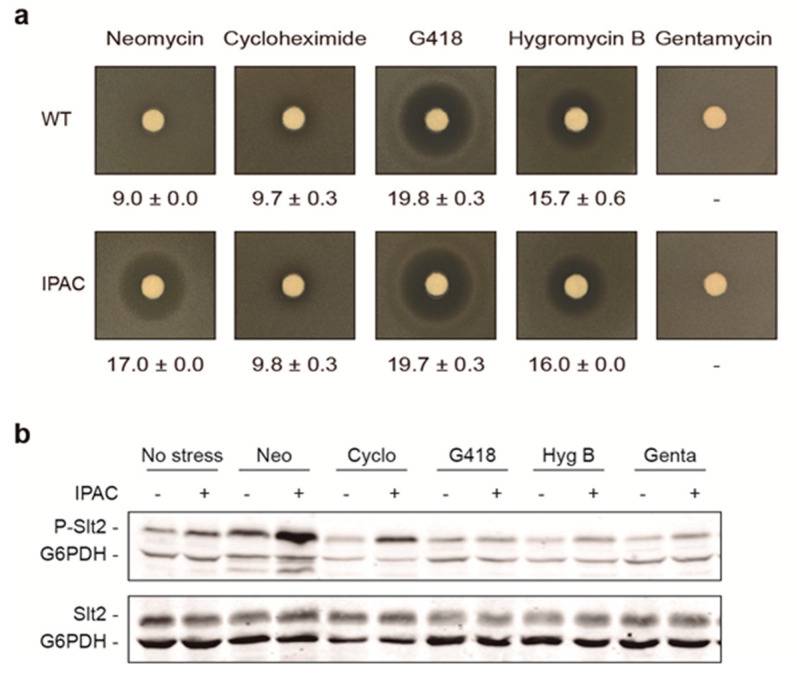 a
Neomycin Cycloheximide G418 Hygromycin B Gentamycin
WT
9.0 ± 0.0 9.7 ± 0.3 19.8 ± 0.3 15.7 ± 0.6 -
IPAC
17.0 ± 0.0 9.8 ± 0.3 19.7 ± 0.3 16.0 ± 0.0 -
b
No stress Neo Cyclo G418 Hyg B Genta
IPAC - + - + - + - + - + - +
P-Slt2 -
G6PDH -
Slt2 -
G6PDH -